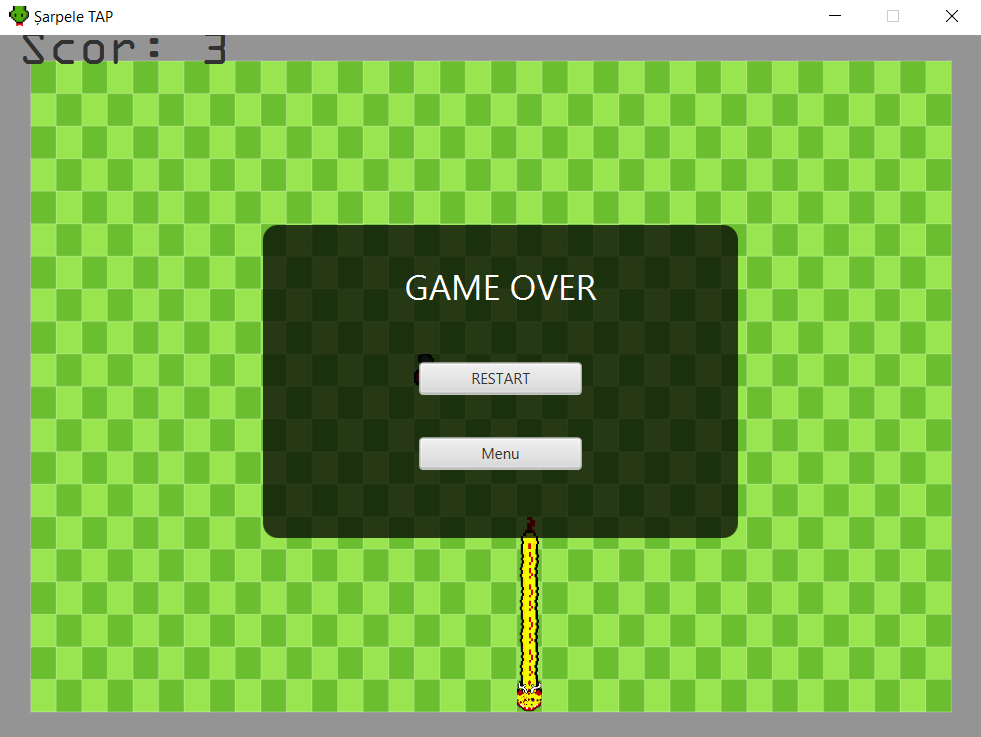 Șarpele TAP
Scor: 3
GAME OVER
RESTART
Menu